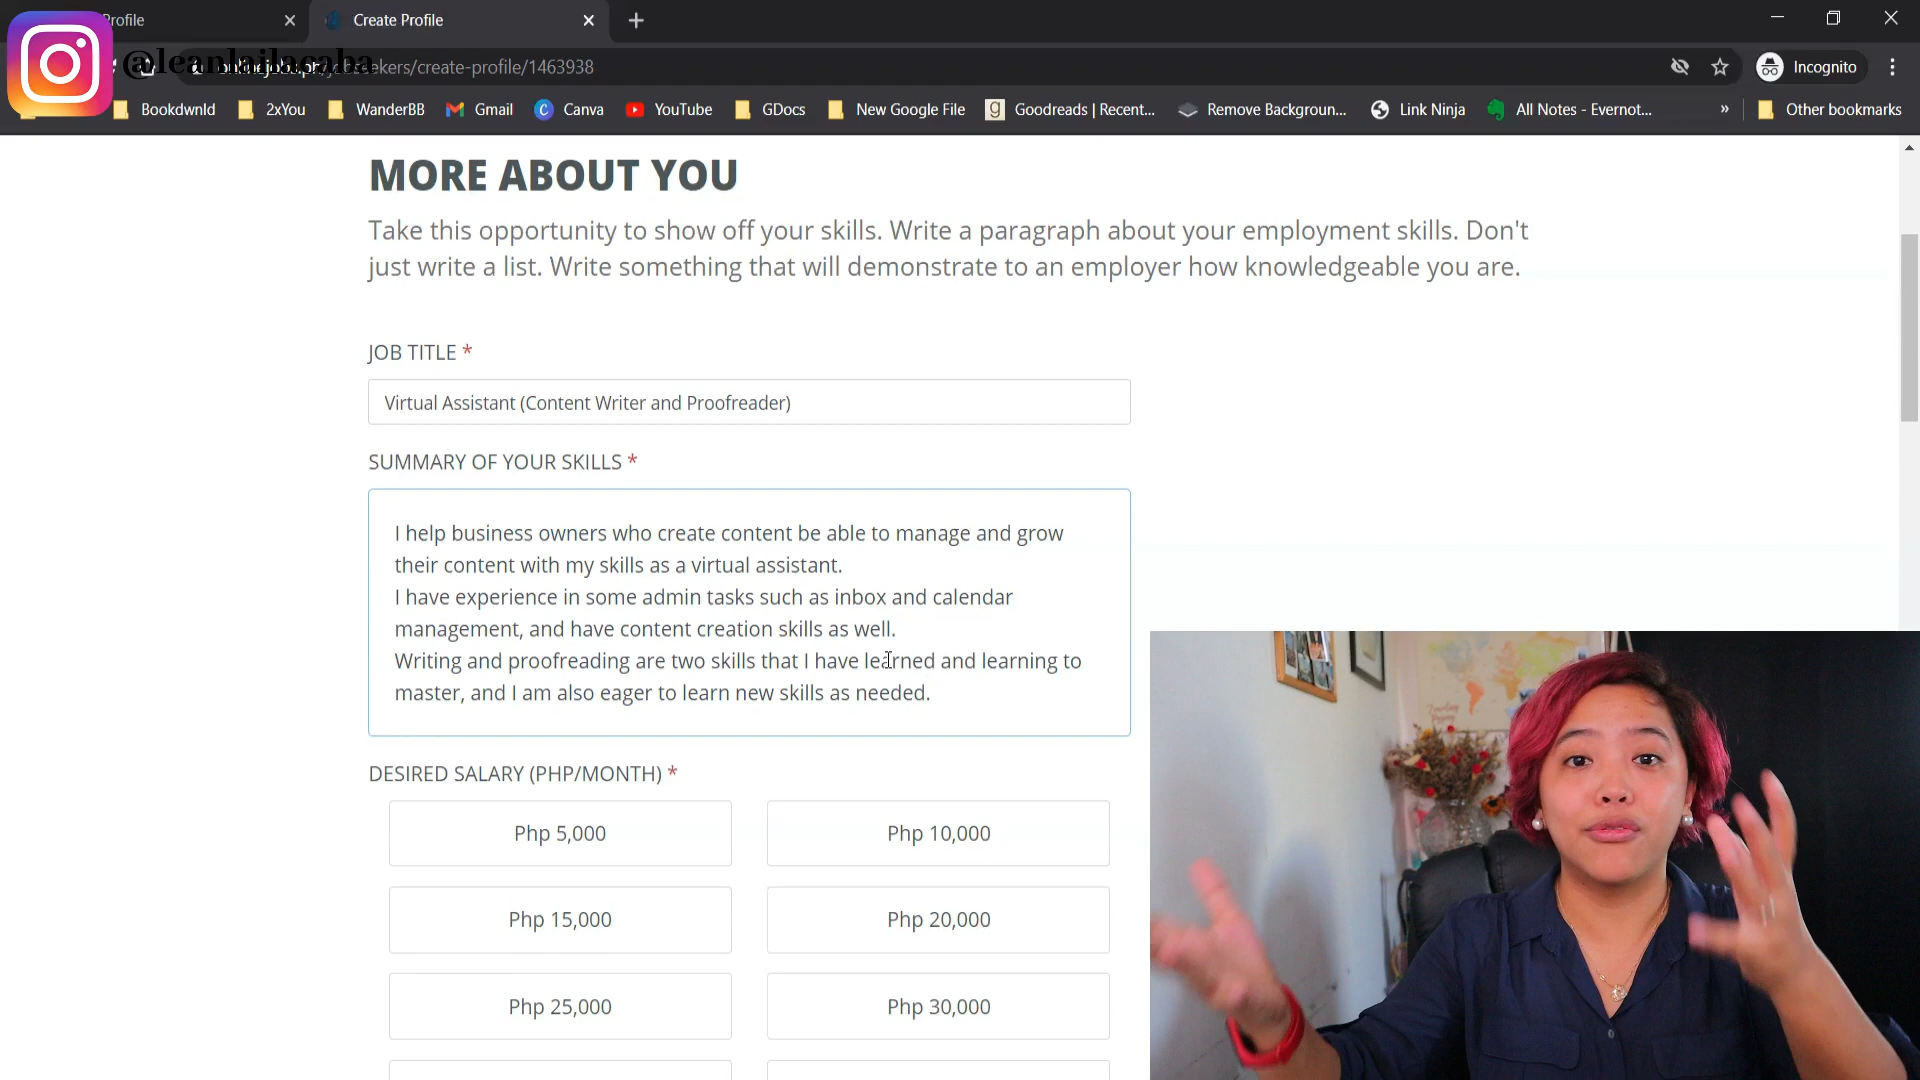 Profile
Create Profile
@leanlailacaba
onlinejobs.ph/jobseekers/create-profile/1463938
Incognito
Bookdwnld
2xYou
WanderBB
Gmail
Canva
YouTube
GDocs
New Google File
Goodreads | Recent...
Remove Backgroun...
Link Ninja
All Notes - Evernot...
»
Other bookmarks
MORE ABOUT YOU
Take this opportunity to show off your skills. Write a paragraph about your employment skills. Don't
just write a list. Write something that will demonstrate to an employer how knowledgeable you are.
JOB TITLE *
Virtual Assistant (Content Writer and Proofreader)
SUMMARY OF YOUR SKILLS *
I help business owners who create content be able to manage and grow
their content with my skills as a virtual assistant.
I have experience in some admin tasks such as inbox and calendar
management, and have content creation skills as well.
Writing and proofreading are two skills that I have learned and learning to
master, and I am also eager to learn new skills as needed.
DESIRED SALARY (PHP/MONTH) *
Php 5,000
Php 10,000
Php 15,000
Php 20,000
Php 25,000
Php 30,000